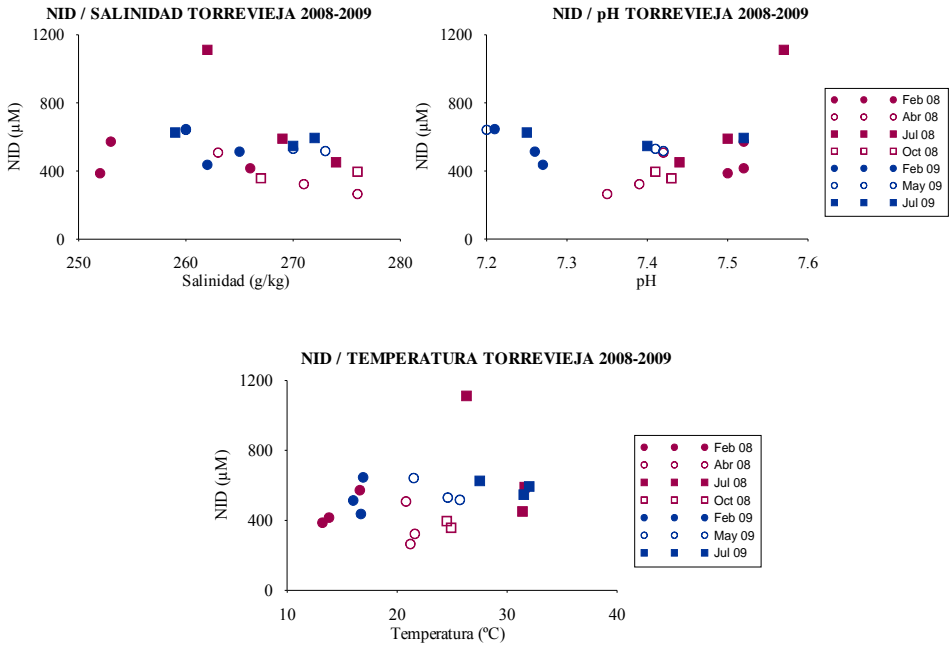 NID / SALINIDAD TORREVIEJA 2008-2009
1200
800
400
0
NID (µM)
250 260 270 280
Salinidad (g/kg)
NID / pH TORREVIEJA 2008-2009
1200
800
400
0
NID (µM)
7.2 7.3 7.4 7.5 7.6
pH
Feb 08
Abr 08
Jul 08
Oct 08
Feb 09
May 09
Jul 09
NID / TEMPERATURA TORREVIEJA 2008-2009
1200
800
400
0
NID (µM)
10 20 30 40
Temperatura (ºC)
Feb 08
Abr 08
Jul 08
Oct 08
Feb 09
May 09
Jul 09